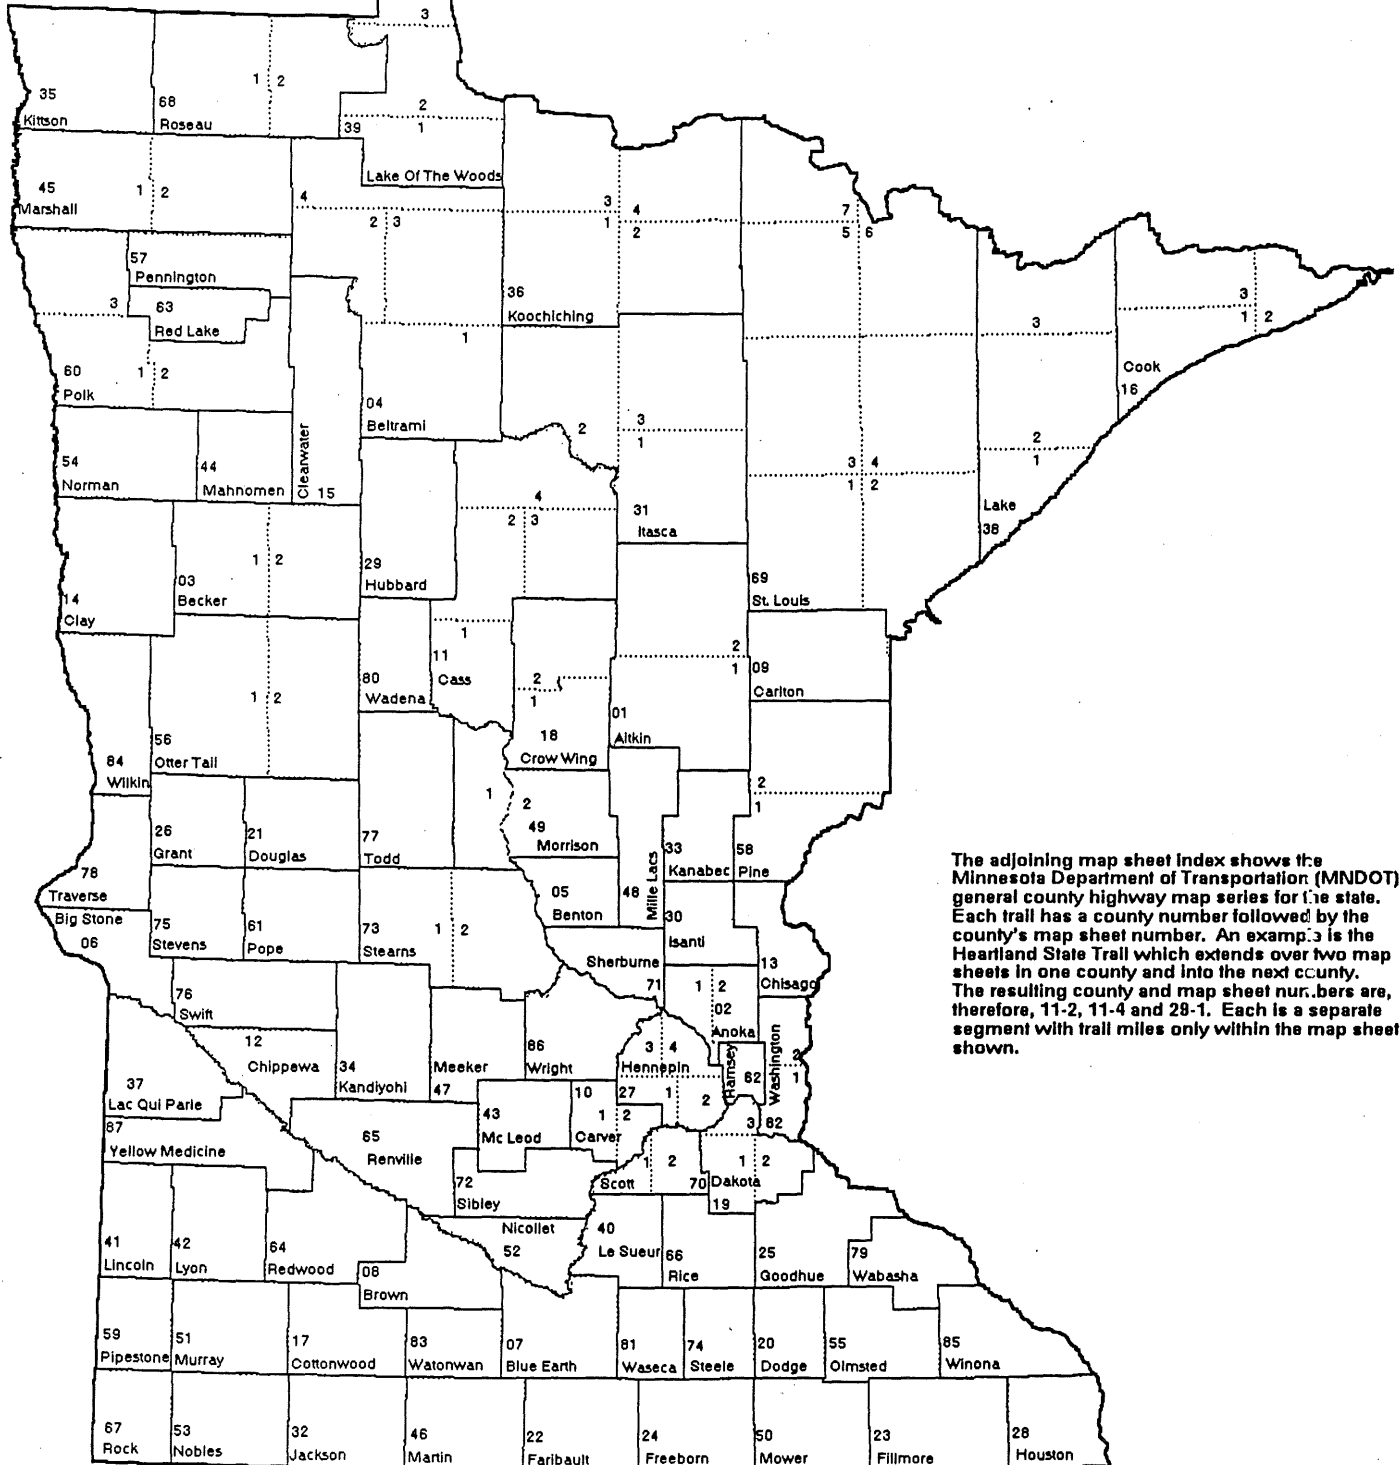 3
1 2
2
35
68
39
1
Kittson
Roseau
Lake Of The Woods
45
1 2
4
3
4
7
Marshall
2 3
1
2
5 6
57
Pennington
3
63
Red Lake
36
Koochiching
3
3
1 2
1
60
1 2
Polk
Cook
16
04
Beltrami
2
3
1
2
1
54
Norman
44
Mahnomen
Clearwater
15
4
2 3
3 4
1 2
31
Itasca
Lake
38
1 2
03
Becker
29
Hubbard
69
St. Louis
14
Clay
1
11
Cass
2
1
09
Carlton
80
Wadena
1 2
2
1
01
Aitkin
56
Otter Tail
18
Crow Wing
84
Wilkin
1
2
2
1
26
Grant
21
Douglas
77
Todd
49
Morrison
33
Kanabec
58
Pine
Mille Lacs
48
78
Traverse
Big Stone
06
75
Stevens
61
Pope
73
Stearns
1 2
05
Benton
30
Isanti
Sherburne
71
13
Chisago
1 2
02
Anoka
76
Swift
12
Chippewa
34
Kandiyohi
Meeker
47
86
Wright
3 4
Hennepin
27
1
2
Ramsey
62
Washington
2
1
82
37
Lac Qui Parle
87
Yellow Medicine
65
Renville
43
Mc Leod
10
1 2
Carver
3
72
Sibley
1 2
Scott
70
1 2
Dakota
19
41
Lincoln
42
Lyon
64
Redwood
Nicollet
52
40
Le Sueur
66
Rice
25
Goodhue
79
Wabasha
08
Brown
59
Pipestone
51
Murray
17
Cottonwood
83
Watonwan
07
Blue Earth
81
Waseca
74
Steele
20
Dodge
55
Olmsted
85
Winona
67
Rock
53
Nobles
32
Jackson
46
Martin
22
Faribault
24
Freeborn
50
Mower
23
Fillmore
28
Houston
The adjoining map sheet index shows the
Minnesota Department of Transportation (MNDOT)
general county highway map series for the state.
Each trail has a county number followed by the
county's map sheet number. An example is the
Heartland State Trail which extends over two map
sheets in one county and into the next county.
The resulting county and map sheet numbers are,
therefore, 11-2, 11-4 and 29-1. Each is a separate
segment with trail miles only within the map sheet
shown.